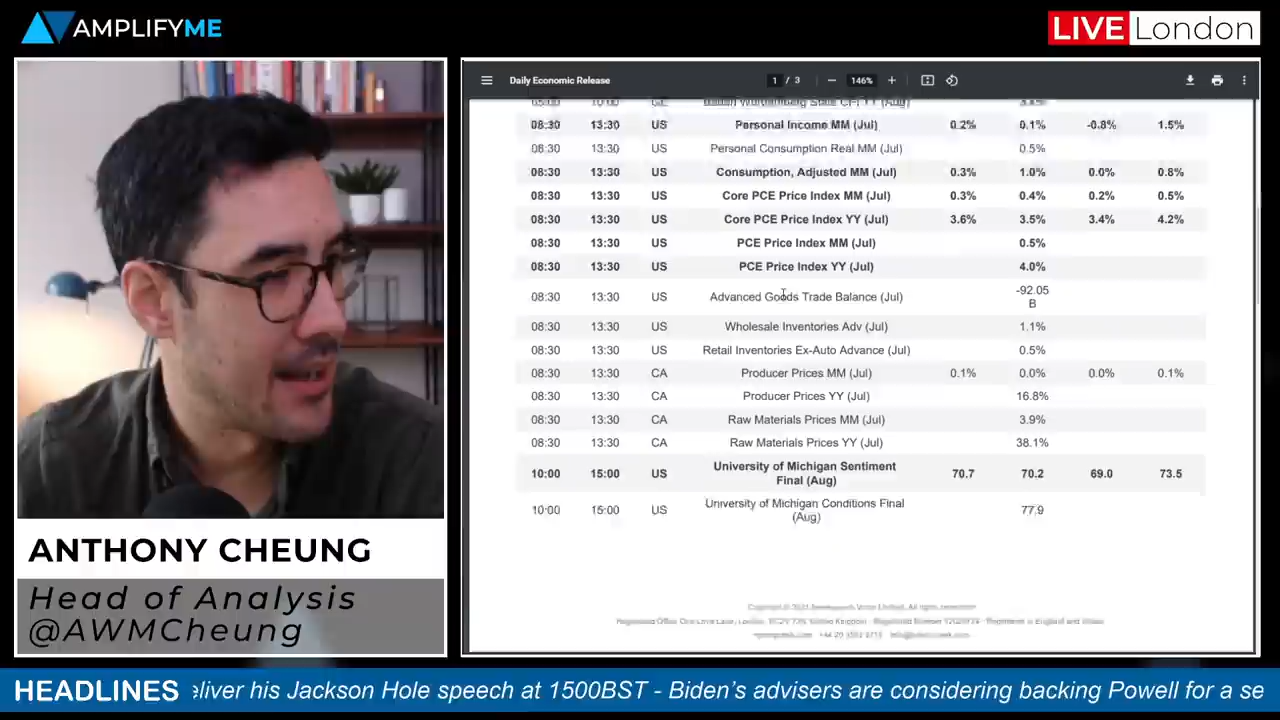 AMPLIFYME
LIVE London
Daily Economic Release
1 / 3
146%
08:30 13:30 US Personal Income MM (Jul) 0.2% 0.1% -0.8% 1.5%
08:30 13:30 US Personal Consumption Real MM (Jul) 0.5%
08:30 13:30 US Consumption, Adjusted MM (Jul) 0.3% 1.0% 0.0% 0.8%
08:30 13:30 US Core PCE Price Index MM (Jul) 0.3% 0.4% 0.2% 0.5%
08:30 13:30 US Core PCE Price Index YY (Jul) 3.6% 3.5% 3.4% 4.2%
08:30 13:30 US PCE Price Index MM (Jul) 0.5%
08:30 13:30 US PCE Price Index YY (Jul) 4.0%
08:30 13:30 US Advanced Goods Trade Balance (Jul) -92.05
B
08:30 13:30 US Wholesale Inventories Adv (Jul) 1.1%
08:30 13:30 US Retail Inventories Ex-Auto Advance (Jul) 0.5%
08:30 13:30 CA Producer Prices MM (Jul) 0.1% 0.0% 0.0% 0.1%
08:30 13:30 CA Producer Prices YY (Jul) 16.8%
08:30 13:30 CA Raw Materials Prices MM (Jul) 3.9%
08:30 13:30 CA Raw Materials Prices YY (Jul) 38.1%
10:00 15:00 US University of Michigan Sentiment
Final (Aug) 70.7 70.2 69.0 73.5
10:00 15:00 US University of Michigan Conditions Final
(Aug) 77.9
ANTHONY CHEUNG
Head of Analysis
@AWMCheung
HEADLINES eliver his Jackson Hole speech at 1500BST - Biden's advisers are considering backing Powell for a se